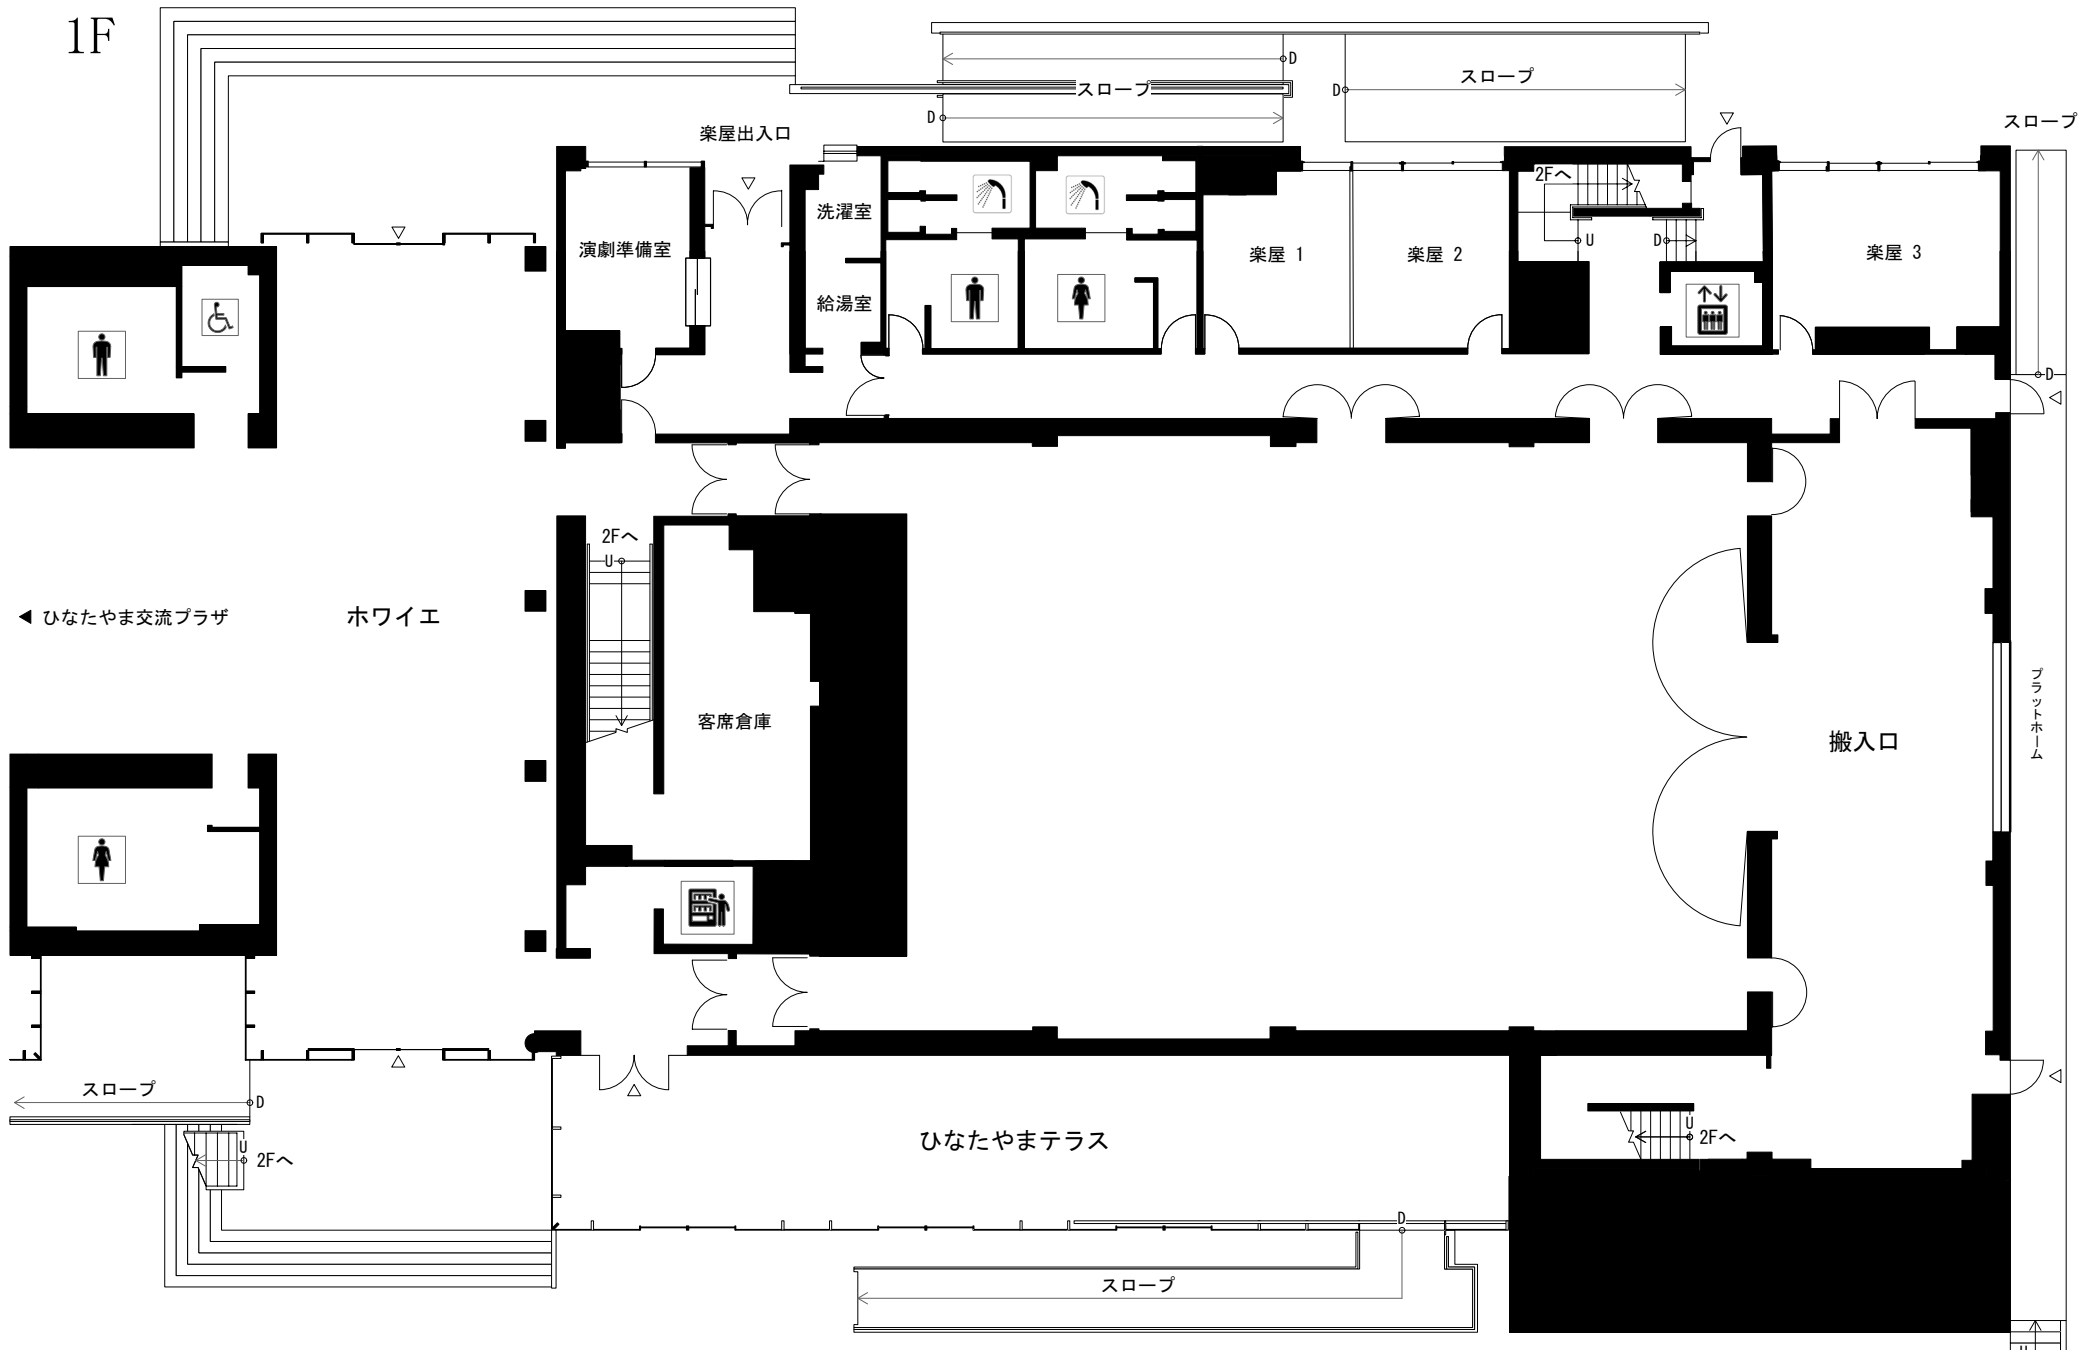 1F
D
スロープ
スロープ
D
D
スロープ
楽屋出入口
2Fへ
洗濯室
演劇準備室
U
D
楽屋 1
楽屋 2
楽屋 3
給湯室
D
2Fへ
U
◀ ひなたやま交流プラザ
ホワイエ
客席倉庫
搬入口
プラットホーム
スロープ
D
U
2Fへ
ひなたやまテラス
U
2Fへ
D
スロープ
U